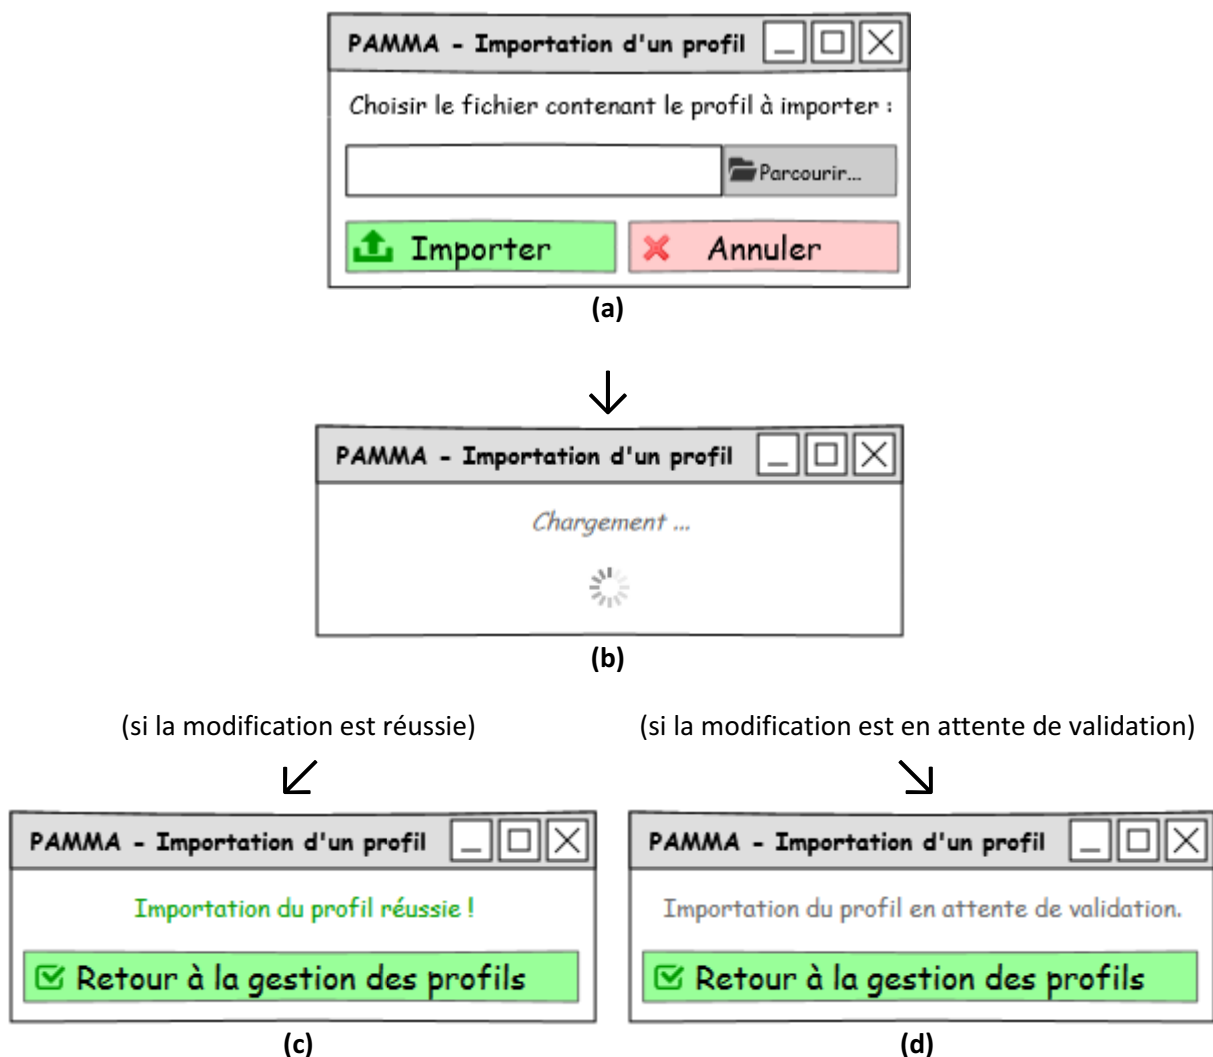 PAMMA - Importation d'un profil
Choisir le fichier contenant le profil à importer :
Parcourir...
Importer
Annuler
(a)
PAMMA - Importation d'un profil
Chargement ...
(b)
(si la modification est réussie)
(si la modification est en attente de validation)
PAMMA - Importation d'un profil
Importation du profil réussie !
Retour à la gestion des profils
(c)
PAMMA - Importation d'un profil
Importation du profil en attente de validation.
Retour à la gestion des profils
(d)